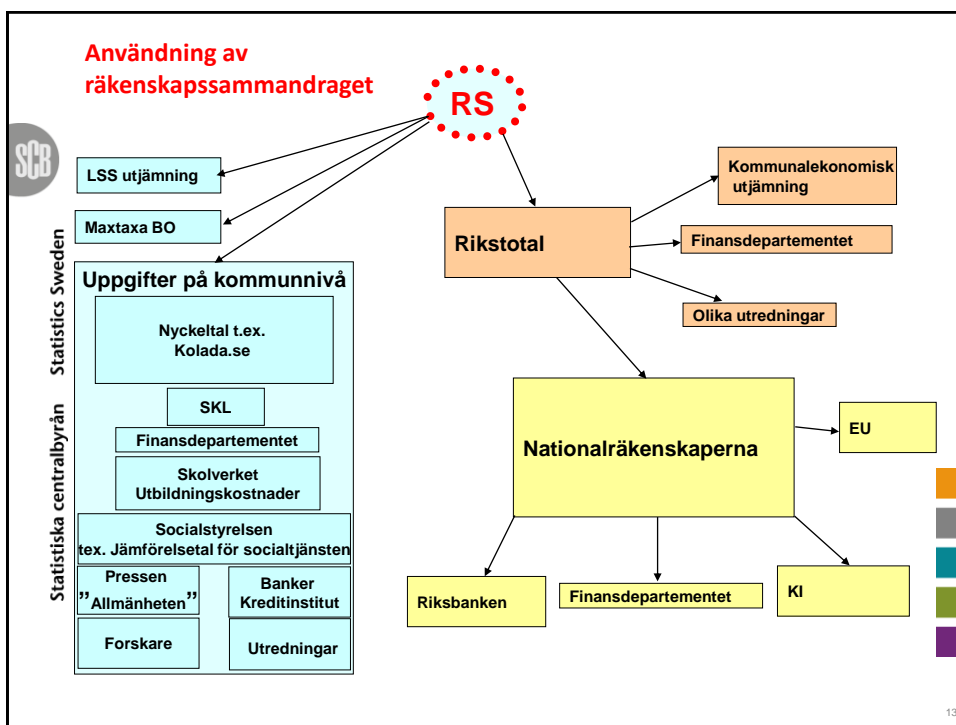 Användning av
räkenskapssammandraget
RS
SCB
Statistiska centralbyrån Statistics Sweden
LSS utjämning
Maxtaxa BO
Uppgifter på kommunnivå
Nyckeltal t.ex.
Kolada.se
SKL
Finansdepartementet
Skolverket
Utbildningskostnader
Socialstyrelsen
tex. Jämförelsetal för socialtjänsten
Pressen
”Allmänheten”
Banker
Kreditinstitut
Forskare
Utredningar
Rikstotal
Kommunalekonomisk
utjämning
Finansdepartementet
Olika utredningar
Nationalräkenskaperna
EU
Riksbanken
Finansdepartementet
KI
13